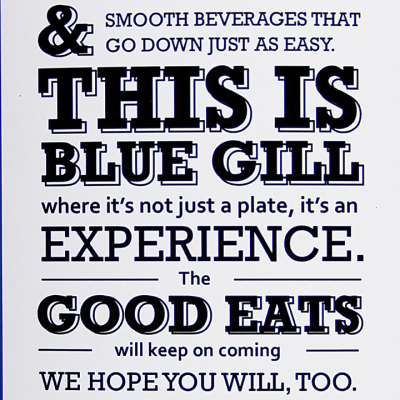 & SMOOTH BEVERAGES THAT
GO DOWN JUST AS EASY.
THIS IS
BLUE GILL
where it's not just a plate, it's an
EXPERIENCE.
The
GOOD EATS
will keep on coming
WE HOPE YOU WILL, TOO.